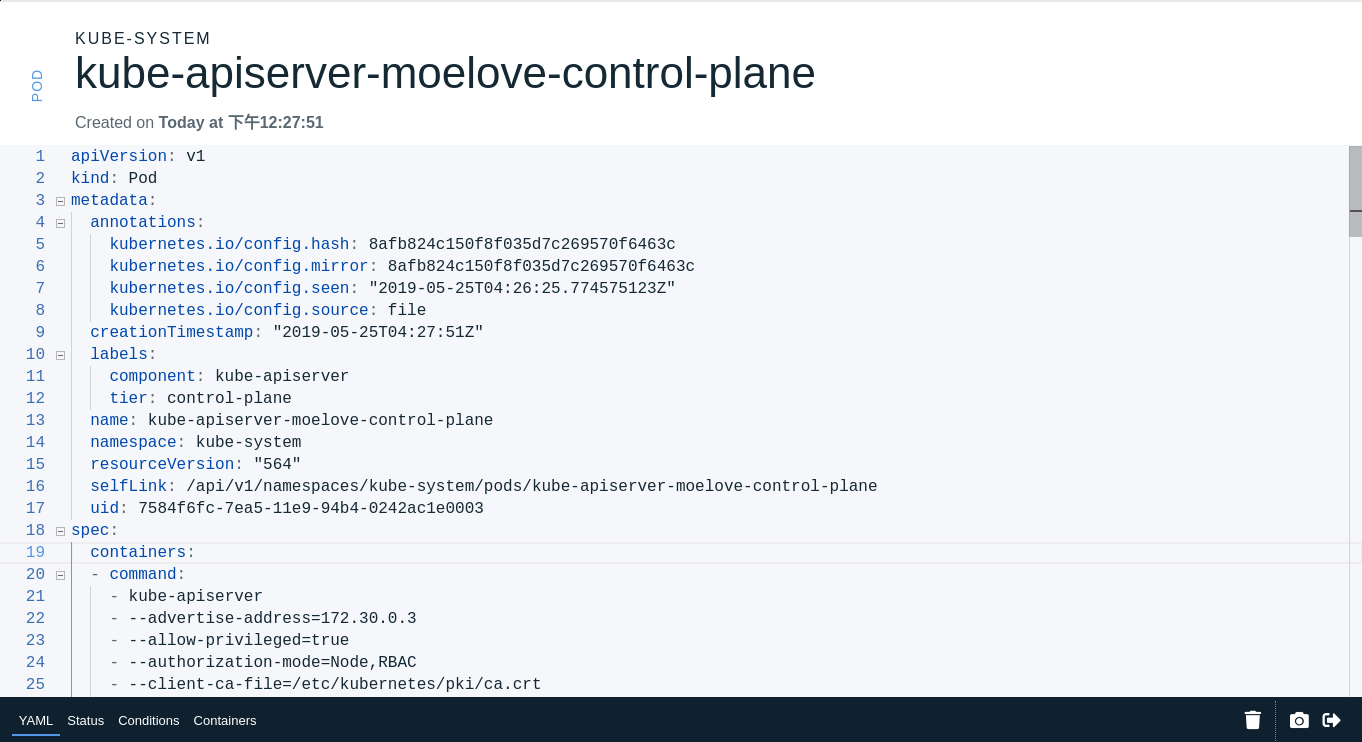 KUBE-SYSTEM
POD
kube-apiserver-moelove-control-plane
Created on Today at 下午12:27:51
1 apiVersion: v1
2 kind: Pod
3 metadata:
4 annotations:
5 kubernetes.io/config.hash: 8afb824c150f8f035d7c269570f6463c
6 kubernetes.io/config.mirror: 8afb824c150f8f035d7c269570f6463c
7 kubernetes.io/config.seen: "2019-05-25T04:26:25.774575123Z"
8 kubernetes.io/config.source: file
9 creationTimestamp: "2019-05-25T04:27:51Z"
10 labels:
11 component: kube-apiserver
12 tier: control-plane
13 name: kube-apiserver-moelove-control-plane
14 namespace: kube-system
15 resourceVersion: "564"
16 selfLink: /api/v1/namespaces/kube-system/pods/kube-apiserver-moelove-control-plane
17 uid: 7584f6fc-7ea5-11e9-94b4-0242ac1e0003
18 spec:
19 containers:
20 - command:
21 - kube-apiserver
22 - --advertise-address=172.30.0.3
23 - --allow-privileged=true
24 - --authorization-mode=Node,RBAC
25 - --client-ca-file=/etc/kubernetes/pki/ca.crt
YAML Status Conditions Containers